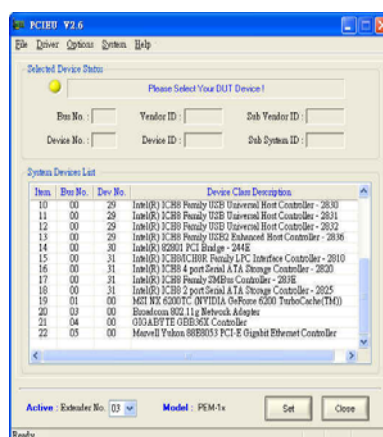 PCIEU V2.6
File Driver Options System Help
Selected Device Status
Please Select Your DUT Device !
Bus No. : Vendor ID : Sub Vendor ID :
Device No. : Device ID : Sub System ID :
System Devices List
Item Bus No. Dev No. Device Class Description
10 00 29 Intel(R) ICH8 Family USB Universal Host Controller - 2830
11 00 29 Intel(R) ICH8 Family USB Universal Host Controller - 2831
12 00 29 Intel(R) ICH8 Family USB Universal Host Controller - 2832
13 00 29 Intel(R) ICH8 Family USB2 Enhanced Host Controller - 2836
14 00 30 Intel(R) 82801 PCI Bridge - 244E
15 00 31 Intel(R) ICH8/ICH8R Family LPC Interface Controller - 2810
16 00 31 Intel(R) ICH8 4 port Serial ATA Storage Controller - 2820
17 00 31 Intel(R) ICH8 Family SMBus Controller - 283E
18 00 31 Intel(R) ICH8 2 port Serial ATA Storage Controller - 2825
19 01 00 MSI NX 6200TC (NVIDIA GeForce 6200 TurboCache(TM))
20 03 00 Broadcom 802.11g Network Adapter
21 04 00 GIGABYTE GBB36X Controller
22 05 00 Marvell Yukon 88E8053 PCI-E Gigabit Ethernet Controller
Active : Extender No. 03 Model : PEM-1x Set Close
Ready